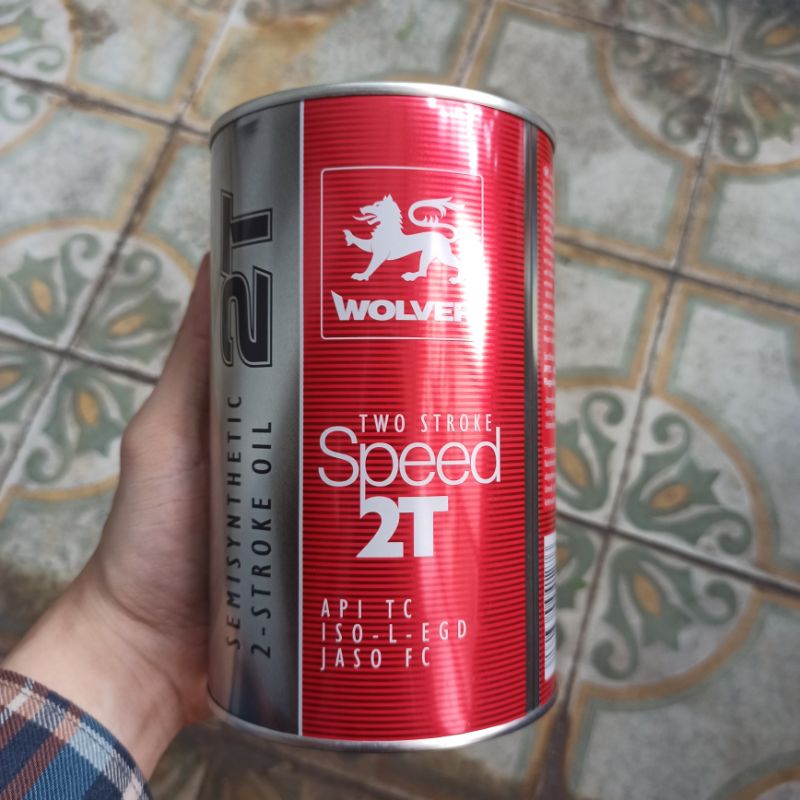 2T
SEMISYNTHETIC
2-STROKE OIL
WOLVER
TWO STROKE
Speed
2T
API TC
ISO-L-EGD
JASO FC